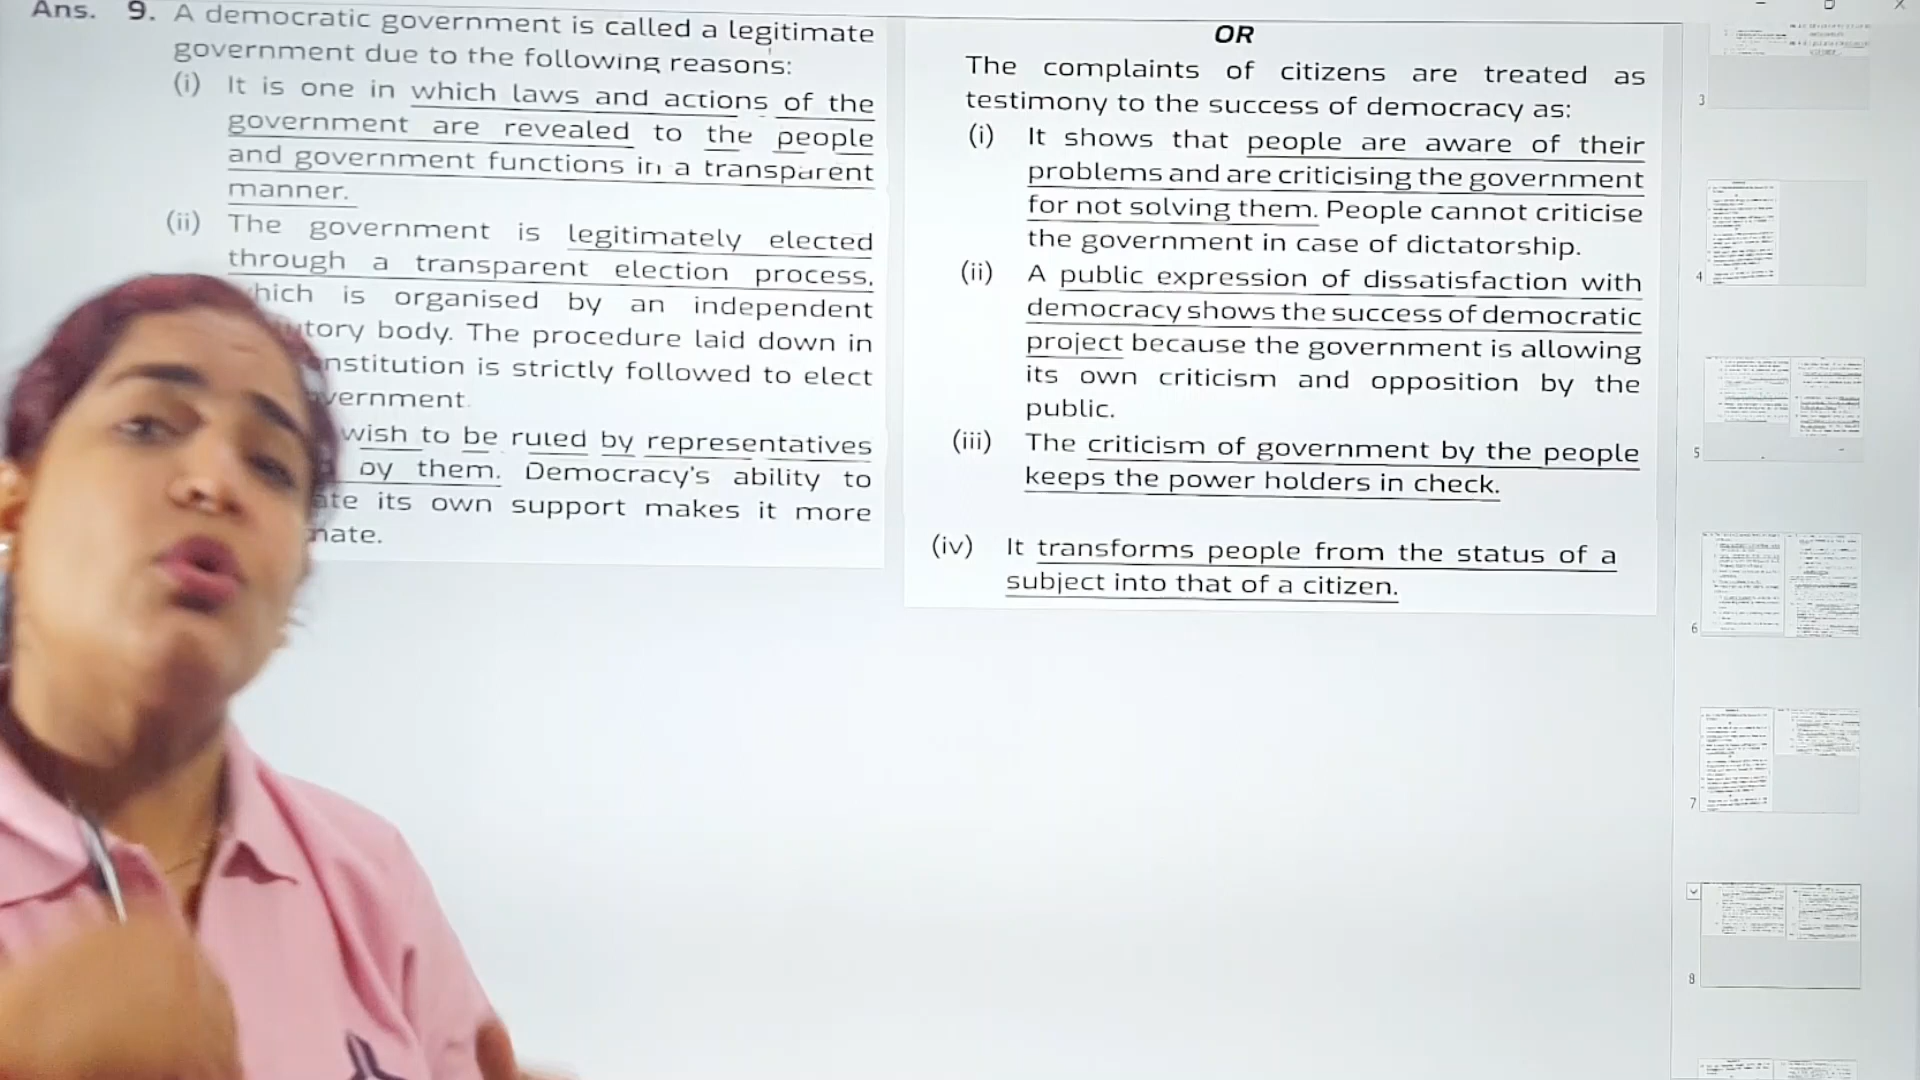 Ans. 9. A democratic government is called a legitimate
government due to the following reasons:
(i) It is one in which laws and actions of the
government are revealed to the people
and government functions in a transparent
manner.
(ii) The government is legitimately elected
through a transparent election process,
hich is organised by an independent
utory body. The procedure laid down in
nstitution is strictly followed to elect
vernment.
wish to be ruled by representatives
by them. Democracy's ability to
ate its own support makes it more
mate.
OR
The complaints of citizens are treated as
testimony to the success of democracy as:
(i) It shows that people are aware of their
problems and are criticising the government
for not solving them. People cannot criticise
the government in case of dictatorship.
(ii) A public expression of dissatisfaction with
democracy shows the success of democratic
project because the government is allowing
its own criticism and opposition by the
public.
(iii) The criticism of government by the people
keeps the power holders in check.
(iv) It transforms people from the status of a
subject into that of a citizen.
3
4
5
6
7
8